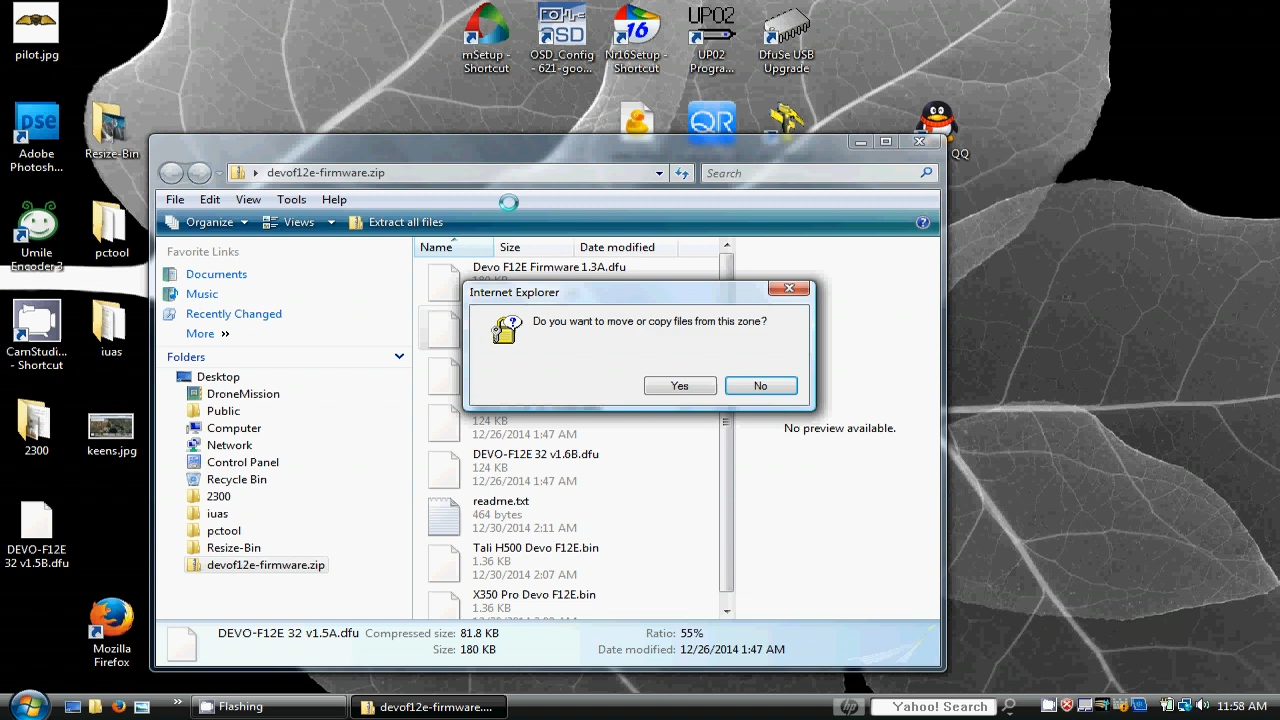 pilot.jpg
mSetup - Shortcut
OSD_Config - 621-goo...
Nr16Setup - Shortcut
UP02
UP02 Progra...
DfuSe USB Upgrade
OSD
16
pse
Adobe Photosh...
Resize-Bin
QR
QQ
devof12e-firmware.zip
Search
File Edit View Tools Help
Organize Views Extract all files
Umile Encoder 3
pctool
CamStudi... - Shortcut
iuas
2300
keens.jpg
DEVO-F12E 32 v1.5B.dfu
Mozilla Firefox
Favorite Links
Documents
Music
Recently Changed
More »
Folders
Desktop
DroneMission
Public
Computer
Network
Control Panel
Recycle Bin
2300
iuas
pctool
Resize-Bin
devof12e-firmware.zip
Name Size Date modified
Devo F12E Firmware 1.3A.dfu
Internet Explorer
Do you want to move or copy files from this zone?
Yes No
124 KB
12/26/2014 1:47 AM
DEVO-F12E 32 v1.6B.dfu
124 KB
12/26/2014 1:47 AM
readme.txt
464 bytes
12/30/2014 2:11 AM
Tali H500 Devo F12E.bin
1.36 KB
12/30/2014 2:07 AM
X350 Pro Devo F12E.bin
1.36 KB
No preview available.
DEVO-F12E 32 v1.5A.dfu Compressed size: 81.8 KB Ratio: 55%
Size: 180 KB Date modified: 12/26/2014 1:47 AM
Flashing
devof12e-firmware....
hp
Yahoo! Search
11:58 AM